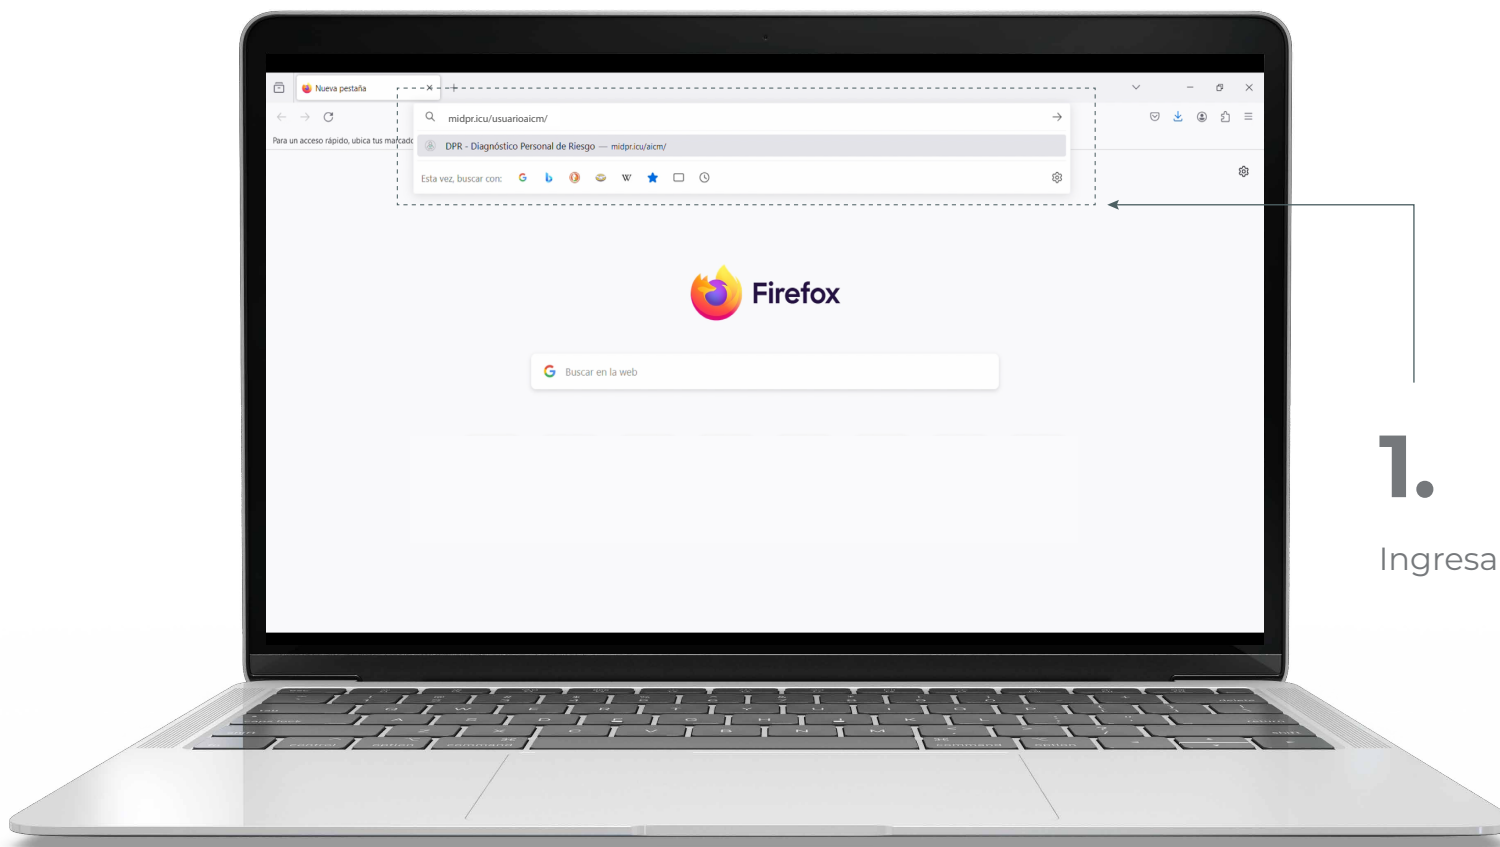 Nueva pestaña
midpr.icu/usuarioaicm/
Para un acceso rápido, ubica tus marcado
DPR - Diagnóstico Personal de Riesgo — midpr.icu/aicm/
Esta vez, buscar con:
Firefox
Buscar en la web
1.
Ingresa